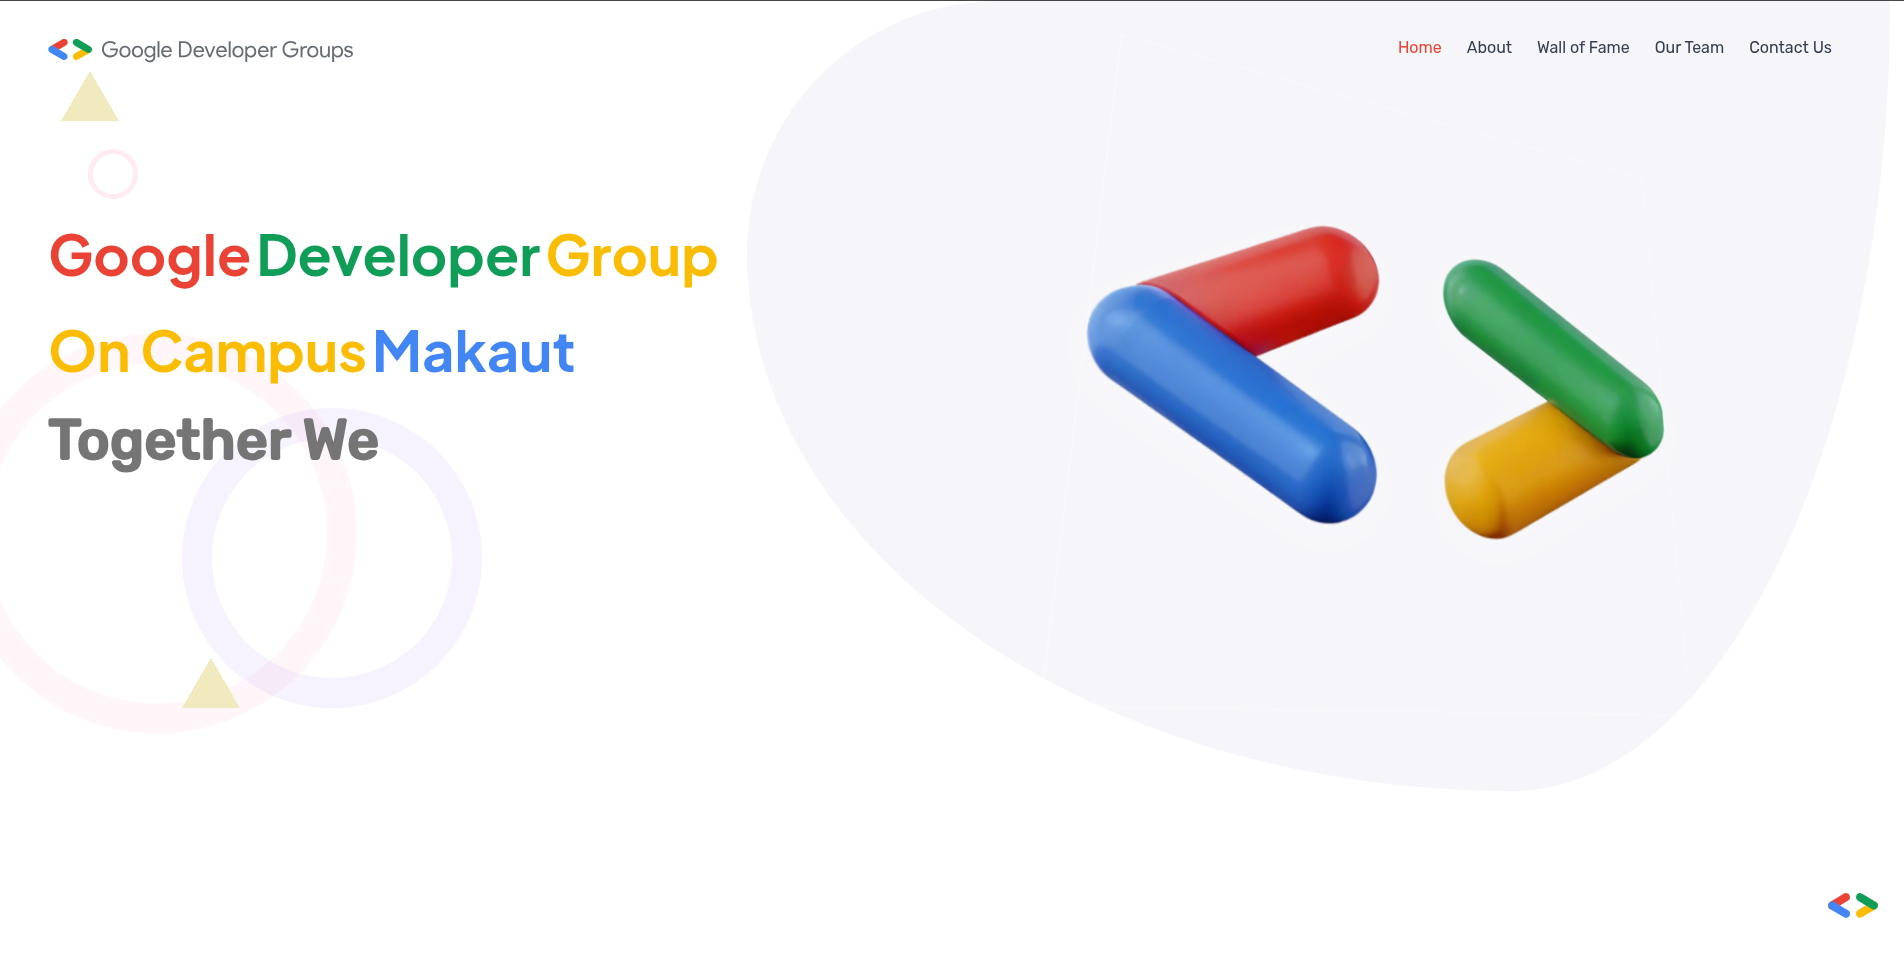 Google Developer Groups
Home About Wall of Fame Our Team Contact Us
Google Developer Group
On Campus Makaut
Together We